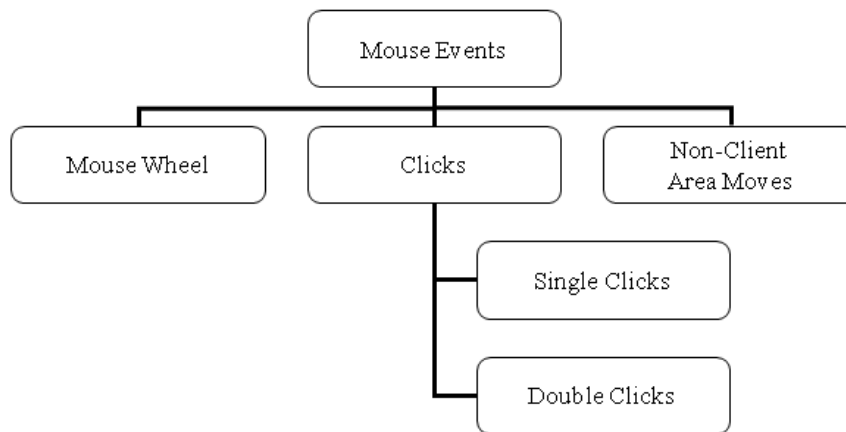 Mouse Events
Mouse Wheel
Clicks
Non-Client
Area Moves
Single Clicks
Double Clicks